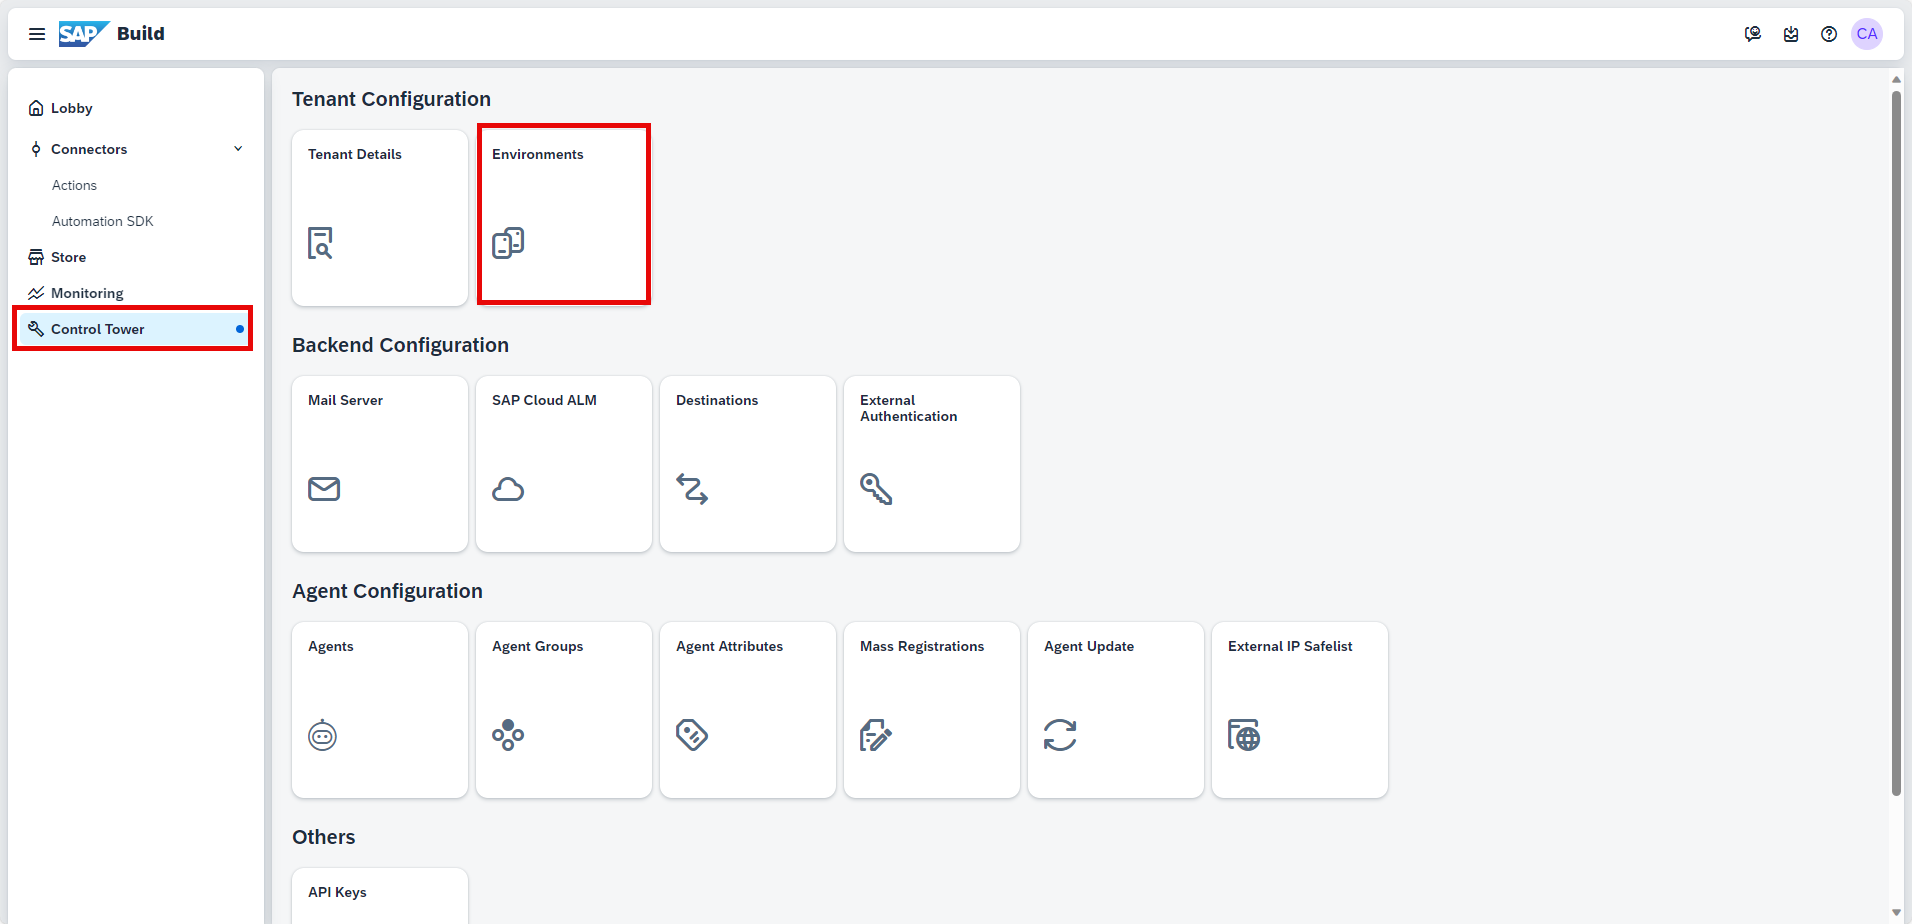 SAP Build
CA
Lobby
Connectors
Actions
Automation SDK
Store
Monitoring
Control Tower
Tenant Configuration
Tenant Details
Environments
Backend Configuration
Mail Server
SAP Cloud ALM
Destinations
External
Authentication
Agent Configuration
Agents
Agent Groups
Agent Attributes
Mass Registrations
Agent Update
External IP Safelist
Others
API Keys